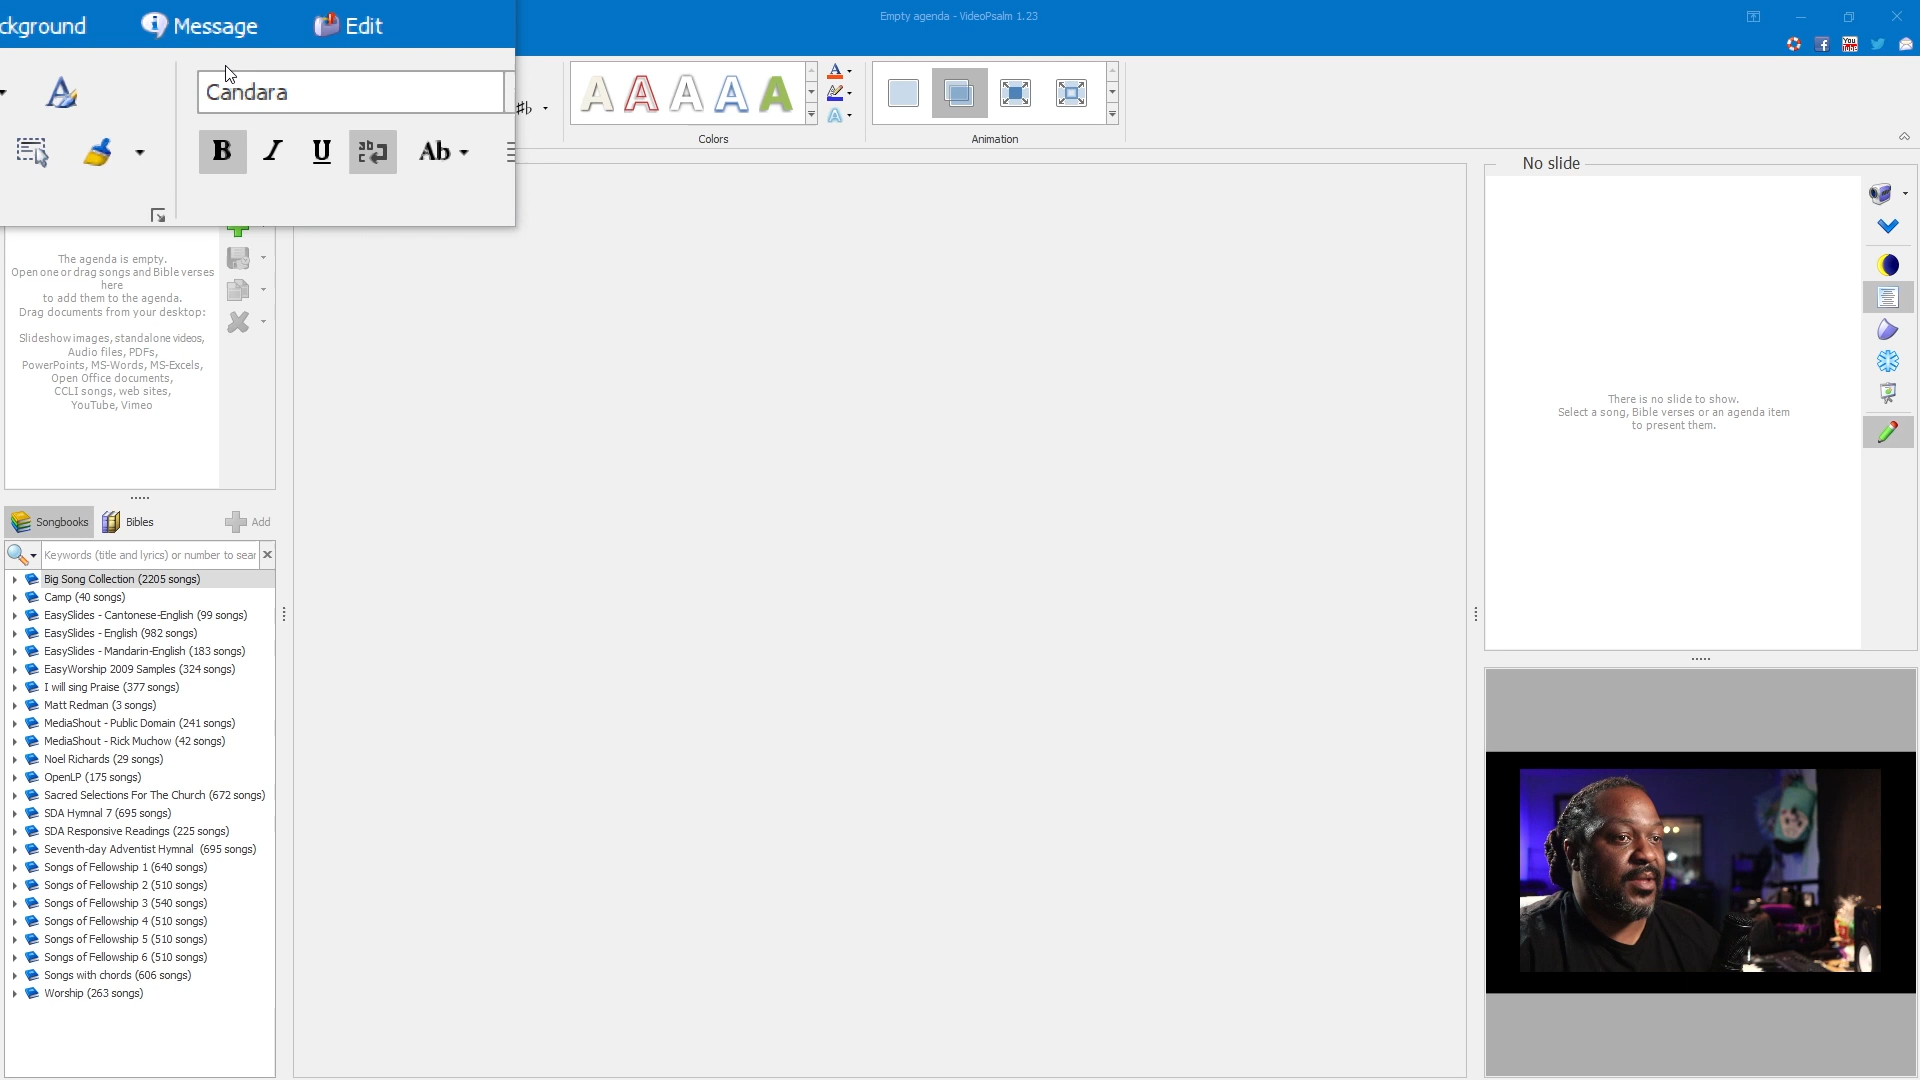 Empty agenda - VideoPsalm 1.23
Message
Edit
Candara
B I U Ab
Colors
Animation
No slide
The agenda is empty.
Open one or drag songs and Bible verses
here
to add them to the agenda.
Drag documents from your desktop:
Slideshow images, standalone videos,
Audio files, PDFs,
PowerPoints, MS-Words, MS-Excels,
Open Office documents,
CCLI songs, web sites,
YouTube, Vimeo
There is no slide to show.
Select a song, Bible verses or an agenda item
to present them.
Songbooks
Bibles
Add
Keywords (title and lyrics) or number to sear
Big Song Collection (2205 songs)
Camp (40 songs)
EasySlides - Cantonese-English (99 songs)
EasySlides - English (982 songs)
EasySlides - Mandarin-English (183 songs)
EasyWorship 2009 Samples (324 songs)
I will sing Praise (377 songs)
Matt Redman (3 songs)
MediaShout - Public Domain (241 songs)
MediaShout - Rick Muchow (42 songs)
Noel Richards (29 songs)
OpenLP (175 songs)
Sacred Selections For The Church (672 songs)
SDA Hymnal 7 (695 songs)
SDA Responsive Readings (225 songs)
Seventh-day Adventist Hymnal (695 songs)
Songs of Fellowship 1 (640 songs)
Songs of Fellowship 2 (510 songs)
Songs of Fellowship 3 (540 songs)
Songs of Fellowship 4 (510 songs)
Songs of Fellowship 5 (510 songs)
Songs of Fellowship 6 (510 songs)
Songs with chords (606 songs)
Worship (263 songs)